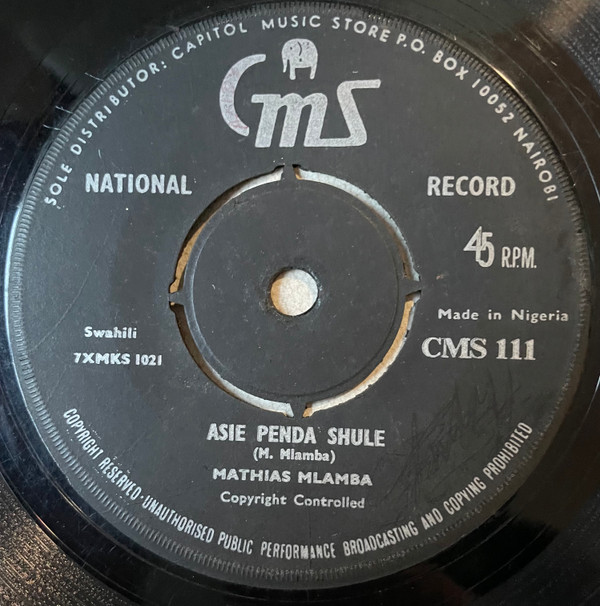 SOLE DISTRIBUTOR: CAPITOL MUSIC STORE P.O. BOX 10052 NAIROBI
CMS
NATIONAL RECORD
45 R.P.M.
Made in Nigeria
CMS 111
Swahili
7XMKS 1021
ASIE PENDA SHULE
(M. Mlamba)
MATHIAS MLAMBA
Copyright Controlled
COPYRIGHT RESERVED·UNAUTHORISED PUBLIC PERFORMANCE BROADCASTING AND COPYING PROHIBITED